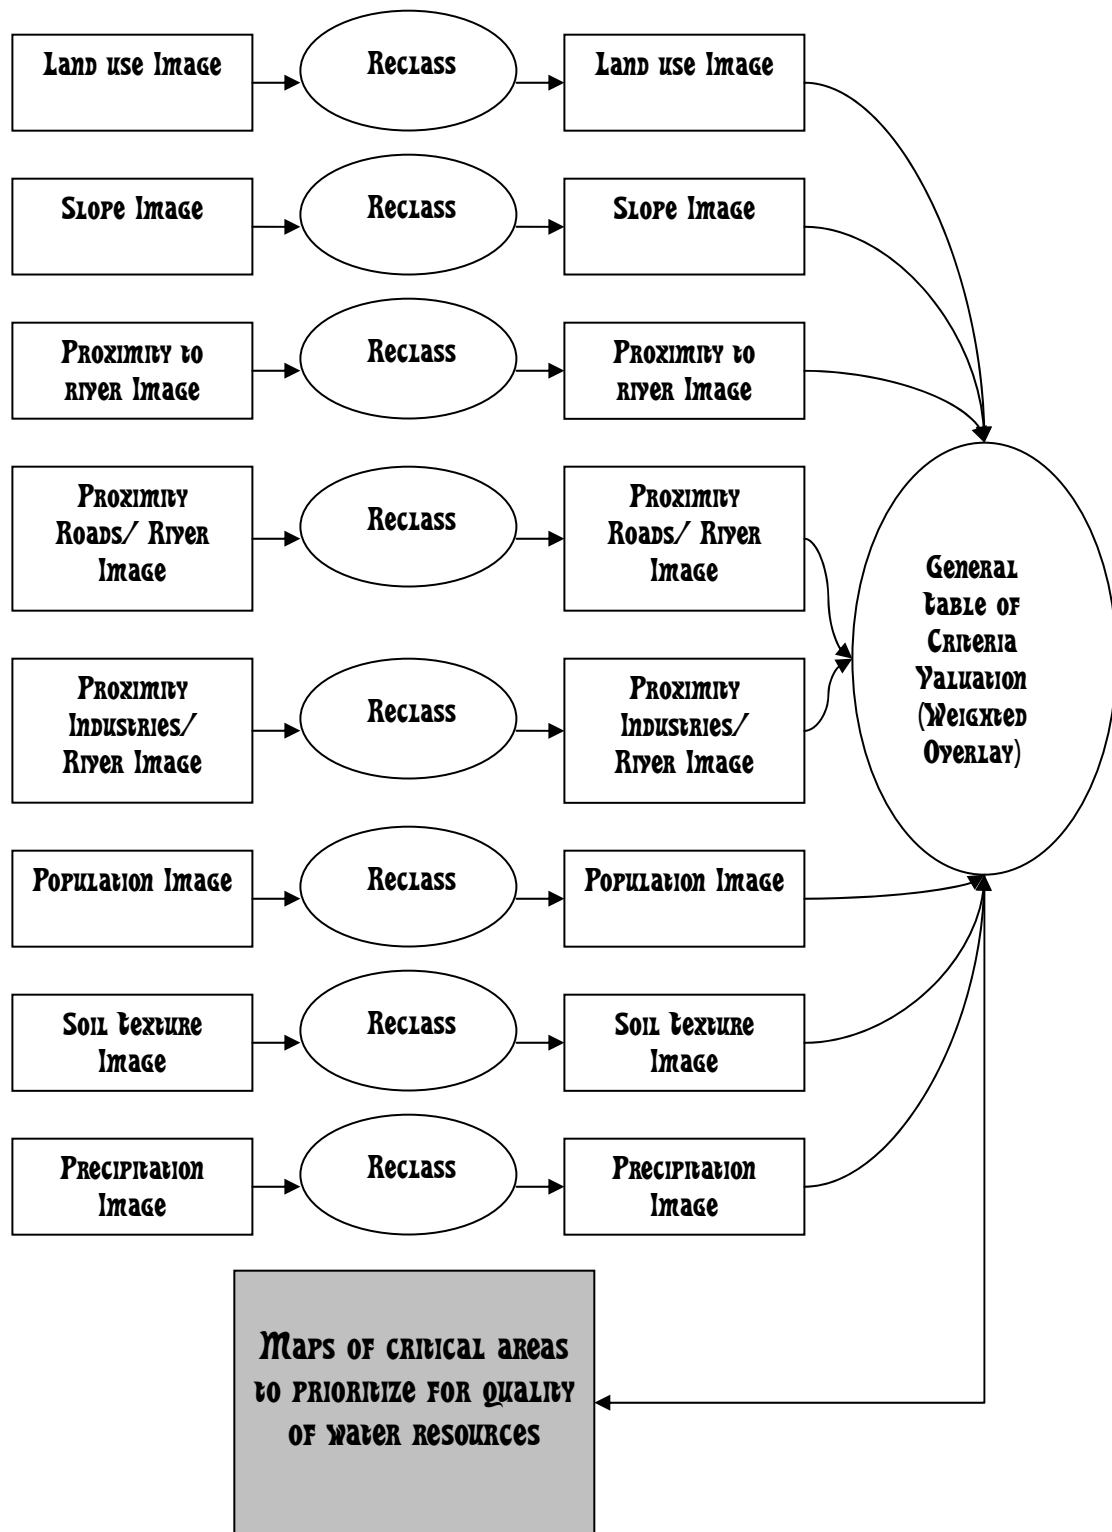 Land use Image
Reclass
Land use Image
Slope Image
Reclass
Slope Image
Proximity to
river Image
Reclass
Proximity to
river Image
Proximity
Roads/ River
Image
Reclass
Proximity
Roads/ River
Image
Proximity
Industries/
River Image
Reclass
Proximity
Industries/
River Image
General
table of
Criteria
Valuation
(Weighted
Overlay)
Population Image
Reclass
Population Image
Soil texture
Image
Reclass
Soil texture
Image
Precipitation
Image
Reclass
Precipitation
Image
Maps of critical areas
to prioritize for quality
of water resources